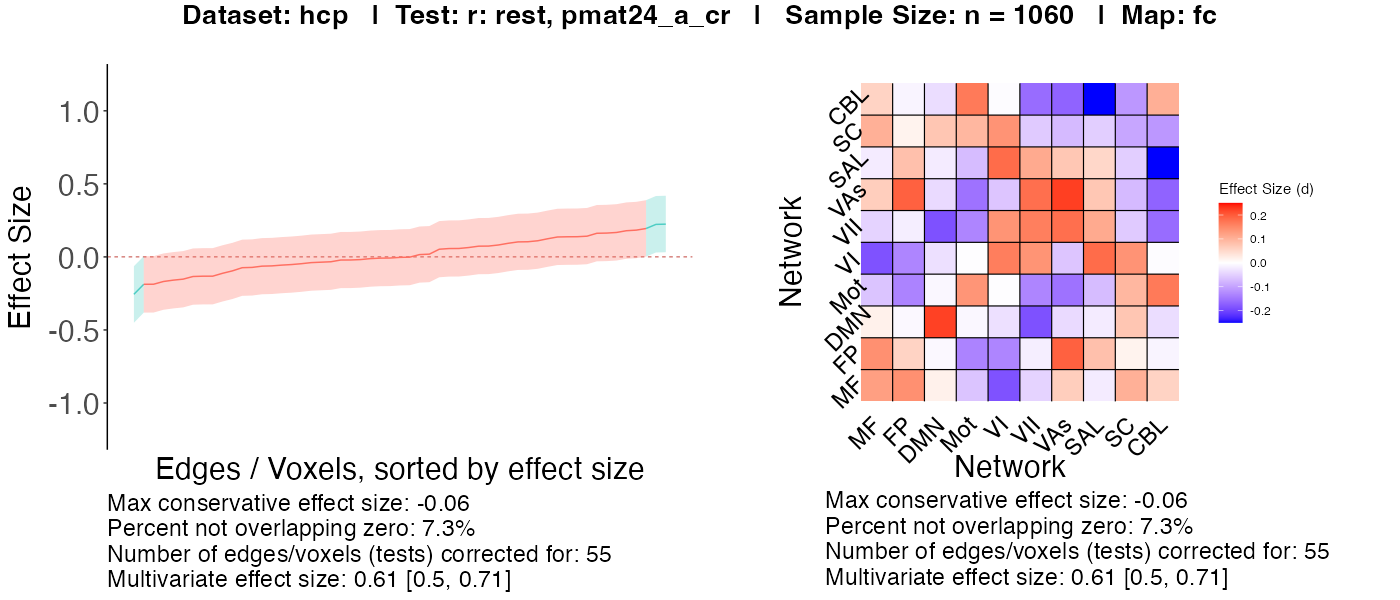 Dataset: hcp | Test: r: rest, pmat24_a_cr | Sample Size: n = 1060 | Map: fc
Effect Size
1.0
0.5
0.0
-0.5
-1.0
Edges / Voxels, sorted by effect size
Max conservative effect size: -0.06
Percent not overlapping zero: 7.3%
Number of edges/voxels (tests) corrected for: 55
Multivariate effect size: 0.61 [0.5, 0.71]
Network
CBL
SC
SAL
VAs
VII
VI
Mot
DMN
FP
MF
MF
FP
DMN
Mot
VI
VII
VAs
SAL
SC
CBL
Network
Effect Size (d)
0.2
0.1
0.0
-0.1
-0.2
Max conservative effect size: -0.06
Percent not overlapping zero: 7.3%
Number of edges/voxels (tests) corrected for: 55
Multivariate effect size: 0.61 [0.5, 0.71]